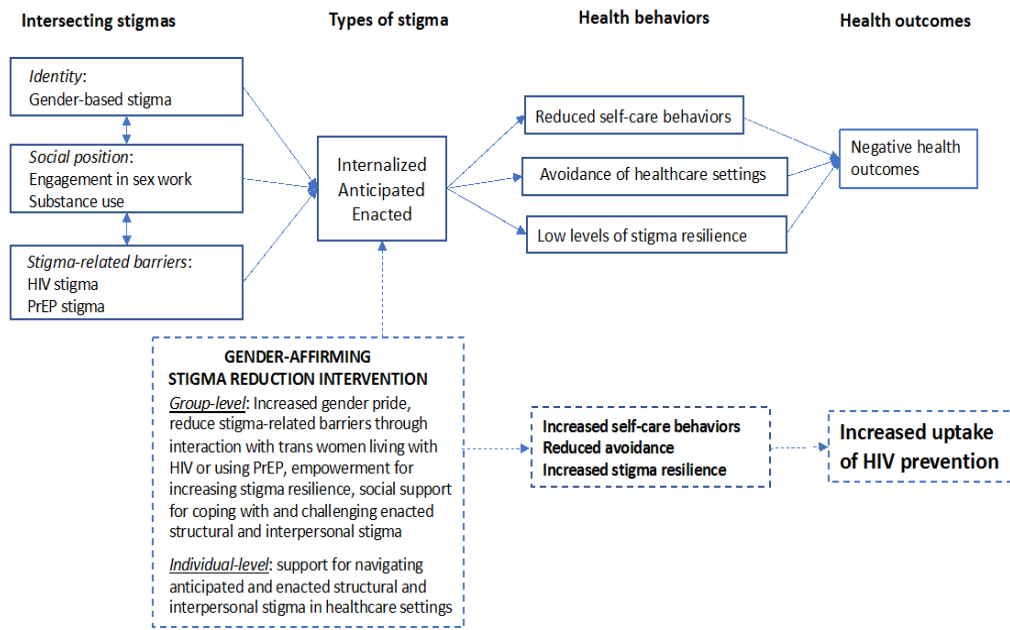 Intersecting stigmas
Types of stigma
Health behaviors
Health outcomes
Identity:
Gender-based stigma
Social position:
Engagement in sex work
Substance use
Stigma-related barriers:
HIV stigma
PrEP stigma
Internalized
Anticipated
Enacted
Reduced self-care behaviors
Avoidance of healthcare settings
Low levels of stigma resilience
Negative health
outcomes
GENDER-AFFIRMING
STIGMA REDUCTION INTERVENTION
Group-level: Increased gender pride,
reduce stigma-related barriers through
interaction with trans women living with
HIV or using PrEP, empowerment for
increasing stigma resilience, social support
for coping with and challenging enacted
structural and interpersonal stigma
Individual-level: support for navigating
anticipated and enacted structural and
interpersonal stigma in healthcare settings
Increased self-care behaviors
Reduced avoidance
Increased stigma resilience
Increased uptake
of HIV prevention